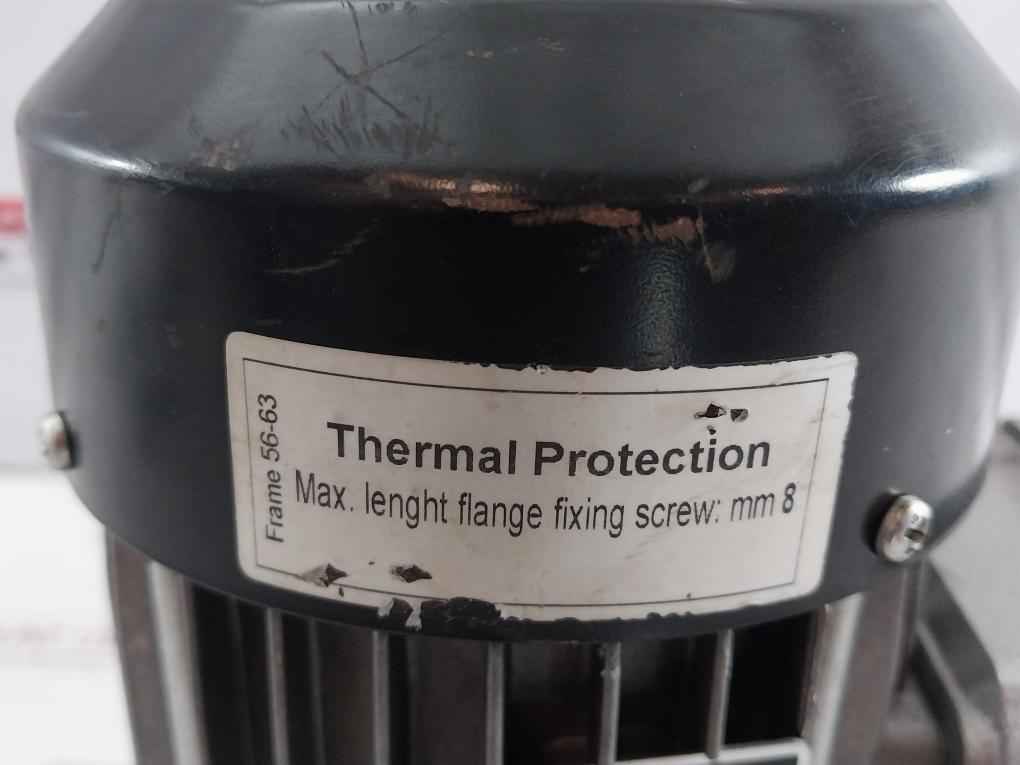 Frame 56-63
Thermal Protection
Max. lenght flange fixing screw: mm 8